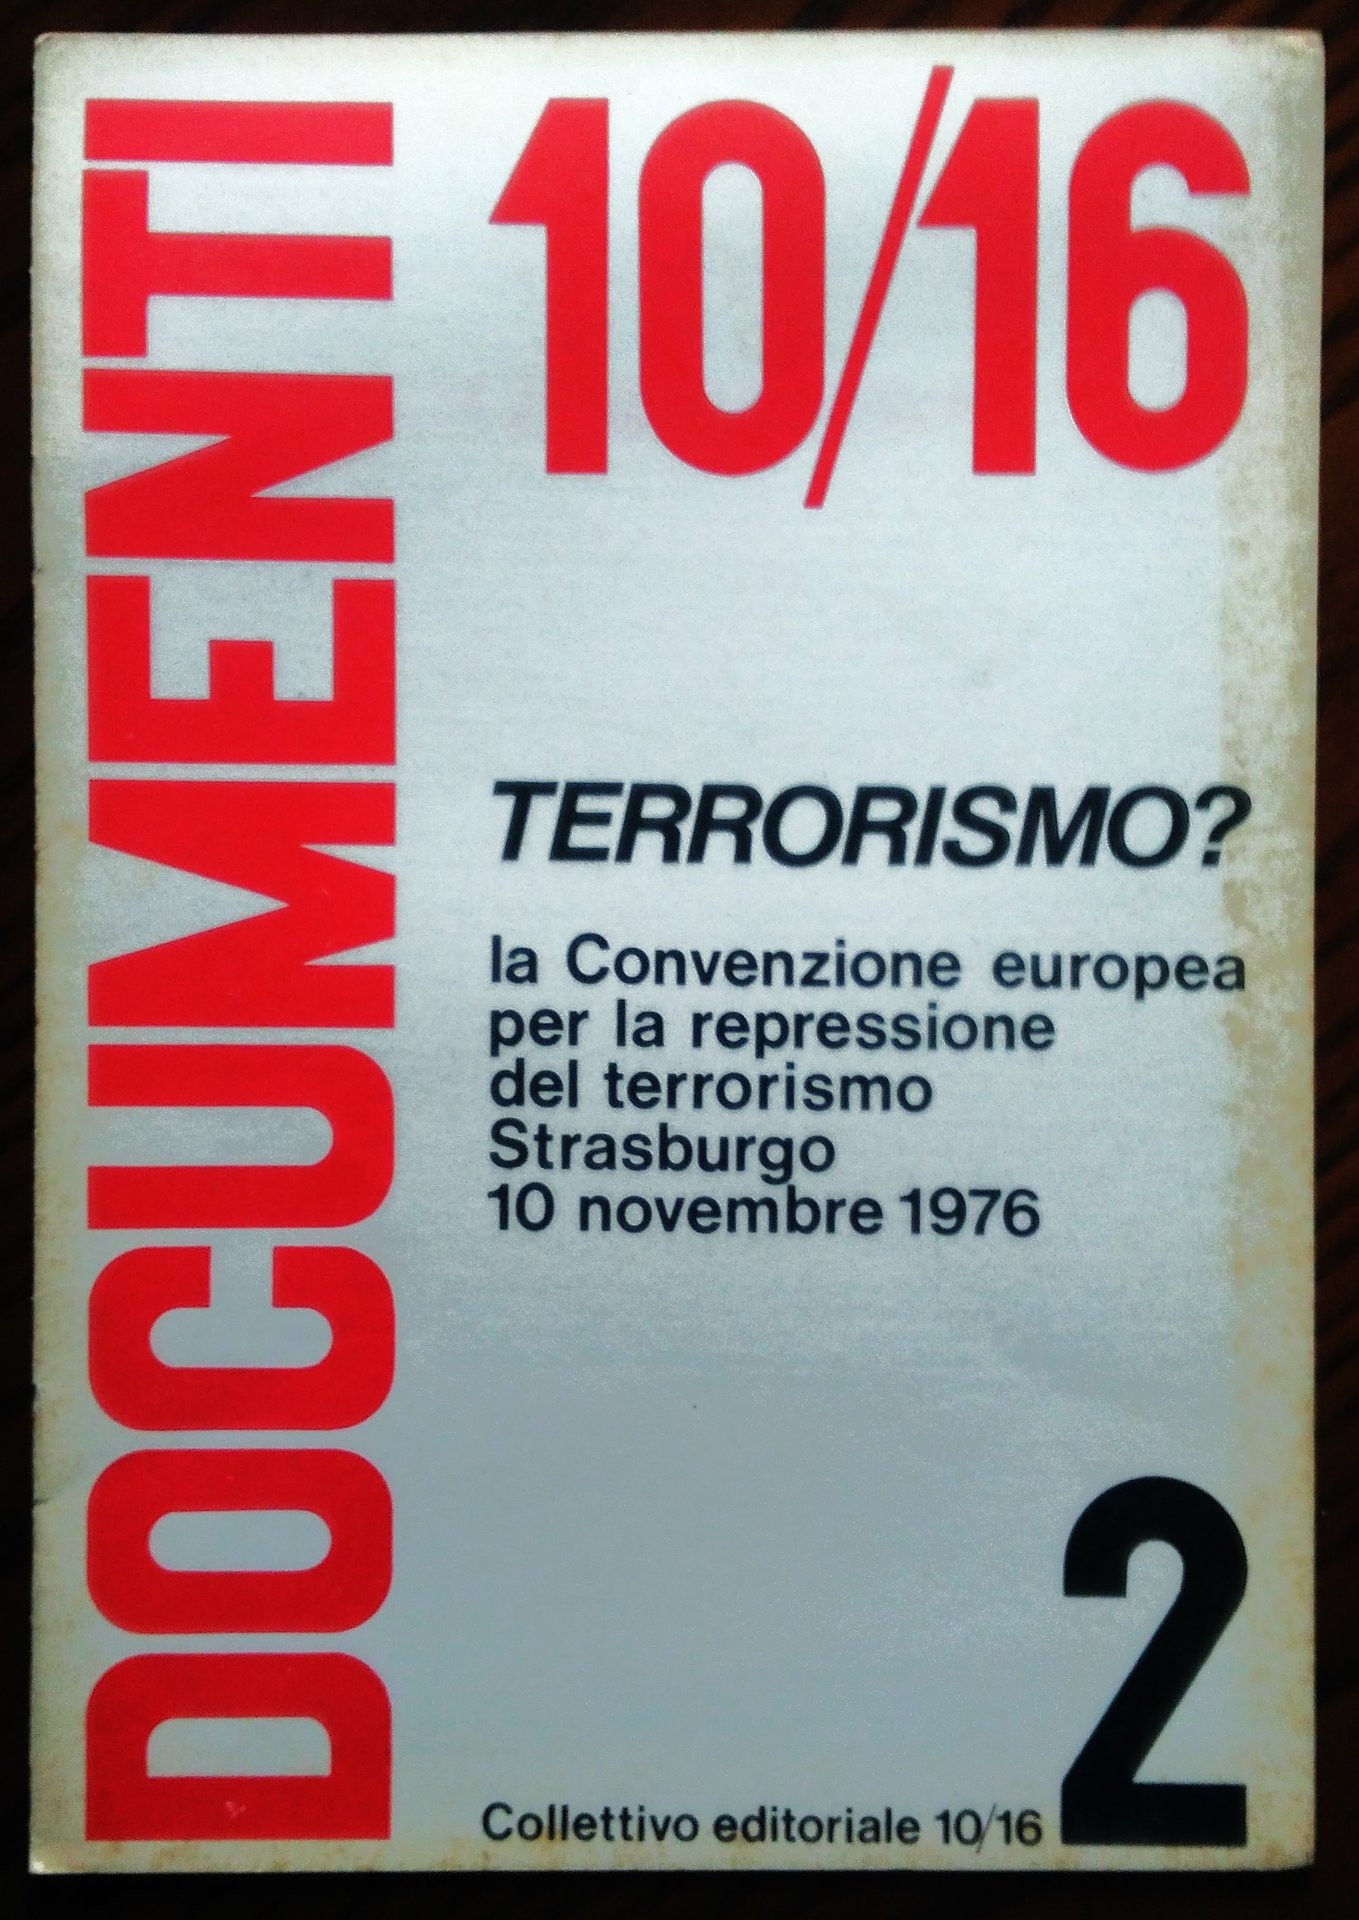 DOCUMENTI
10/16
TERRORISMO?
la Convenzione europea
per la repressione
del terrorismo
Strasburgo
10 novembre 1976
2
Collettivo editoriale 10/16